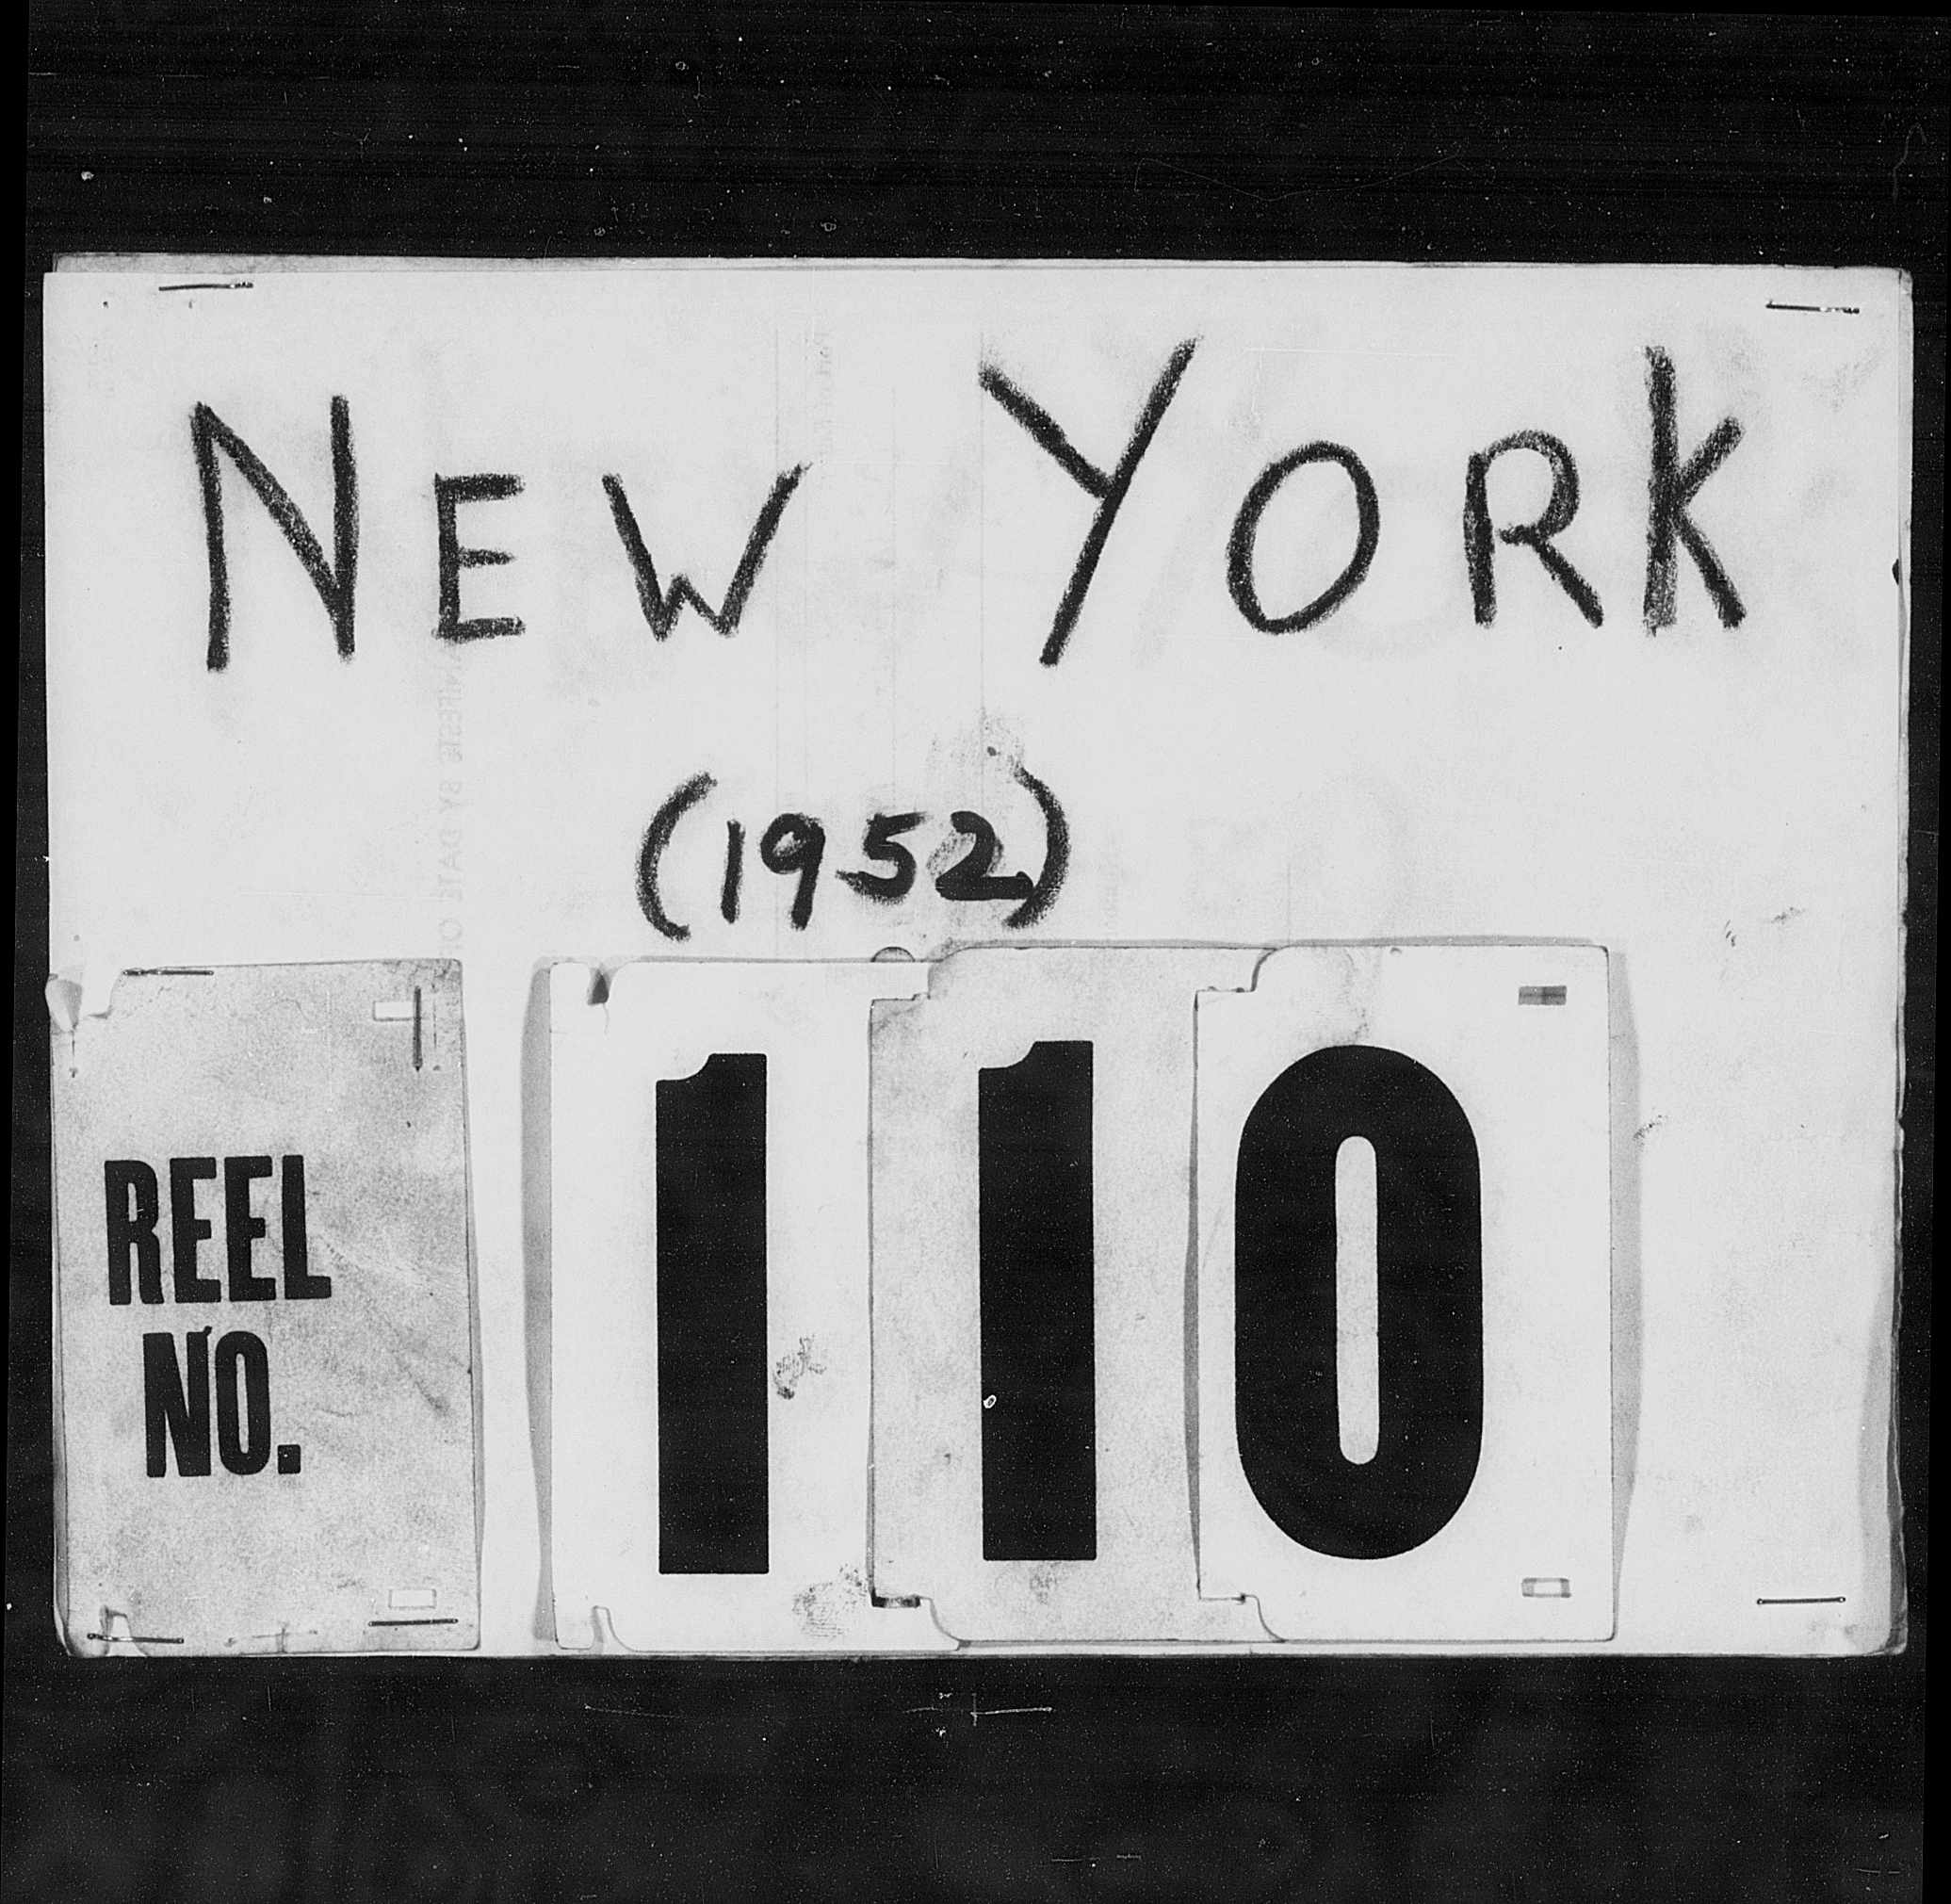 NEW YORK
(1952)
REEL
NO.
110